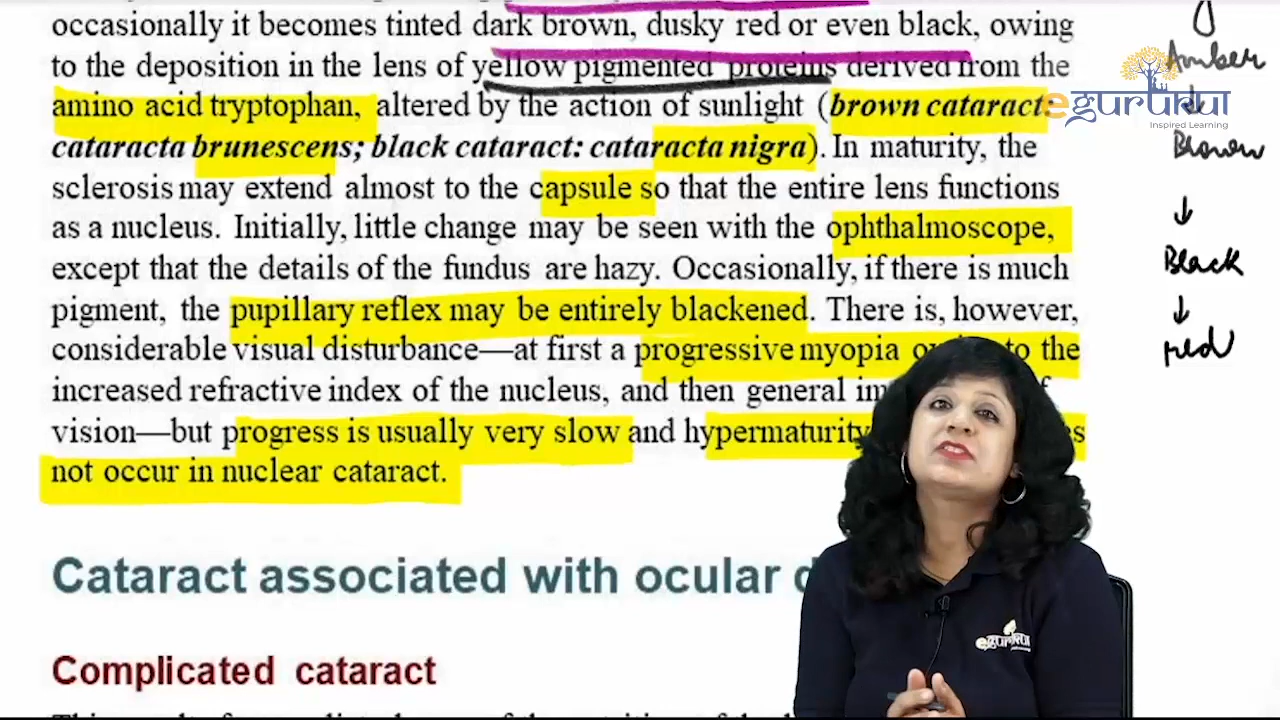 occasionally it becomes tinted dark brown, dusky red or even black, owing
to the deposition in the lens of yellow pigmented proteins derived from the
amino acid tryptophan, altered by the action of sunlight (brown cataract
cataracta brunescens; black cataract: cataracta nigra). In maturity, the
sclerosis may extend almost to the capsule so that the entire lens functions
as a nucleus. Initially, little change may be seen with the ophthalmoscope,
except that the details of the fundus are hazy. Occasionally, if there is much
pigment, the pupillary reflex may be entirely blackened. There is, however,
considerable visual disturbance—at first a progressive myopia to the
increased refractive index of the nucleus, and then general
vision—but progress is usually very slow and hypermaturity
not occur in nuclear cataract.
Cataract associated with ocular
Complicated cataract
Amber
Brown
↓
Black
↓
red
egurukul
Inspired Learning
egurukul